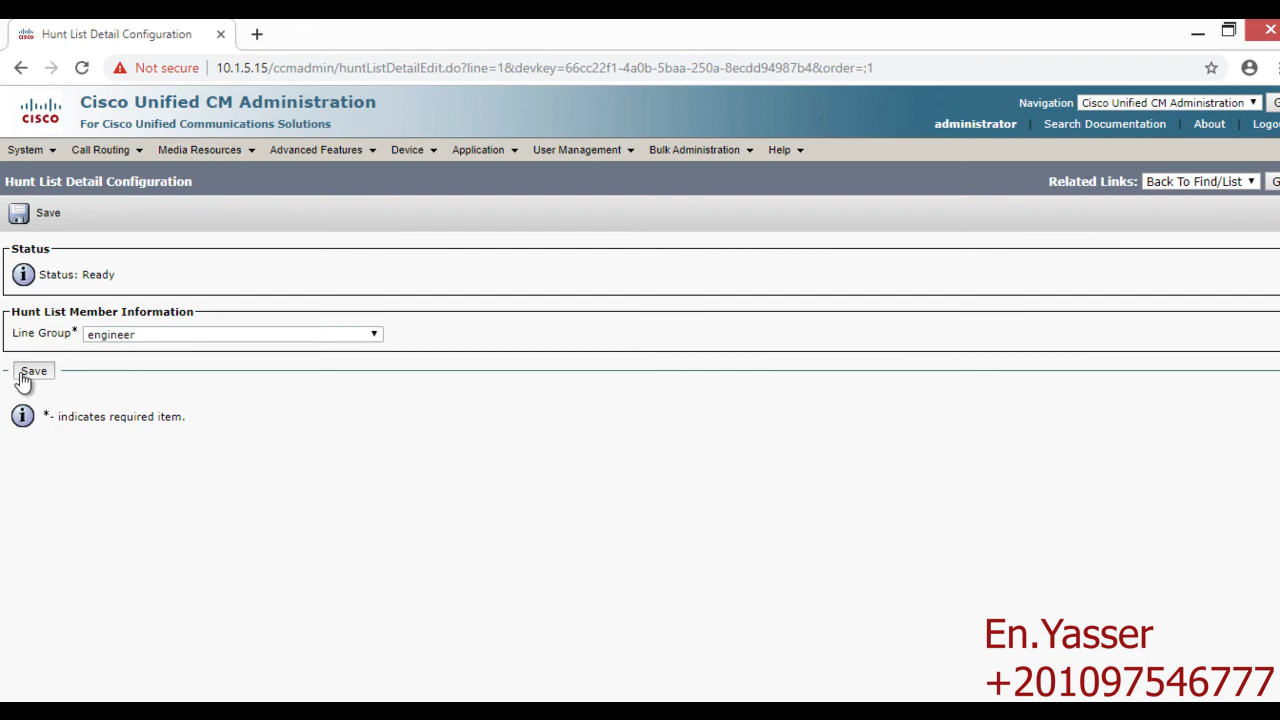 Hunt List Detail Configuration
Not secure 10.1.5.15/ccmadmin/huntListDetailEdit.do?line=1&devkey=66cc22f1-4a0b-5baa-250a-8ecdd94987b4&order=;1
CISCO
Cisco Unified CM Administration
For Cisco Unified Communications Solutions
Navigation Cisco Unified CM Administration
administrator | Search Documentation | About | Logou
System Call Routing Media Resources Advanced Features Device Application User Management Bulk Administration Help
Hunt List Detail Configuration
Related Links: Back To Find/List G
Save
Status
Status: Ready
Hunt List Member Information
Line Group* engineer
Save
*- indicates required item.
En.Yasser
+201097546777